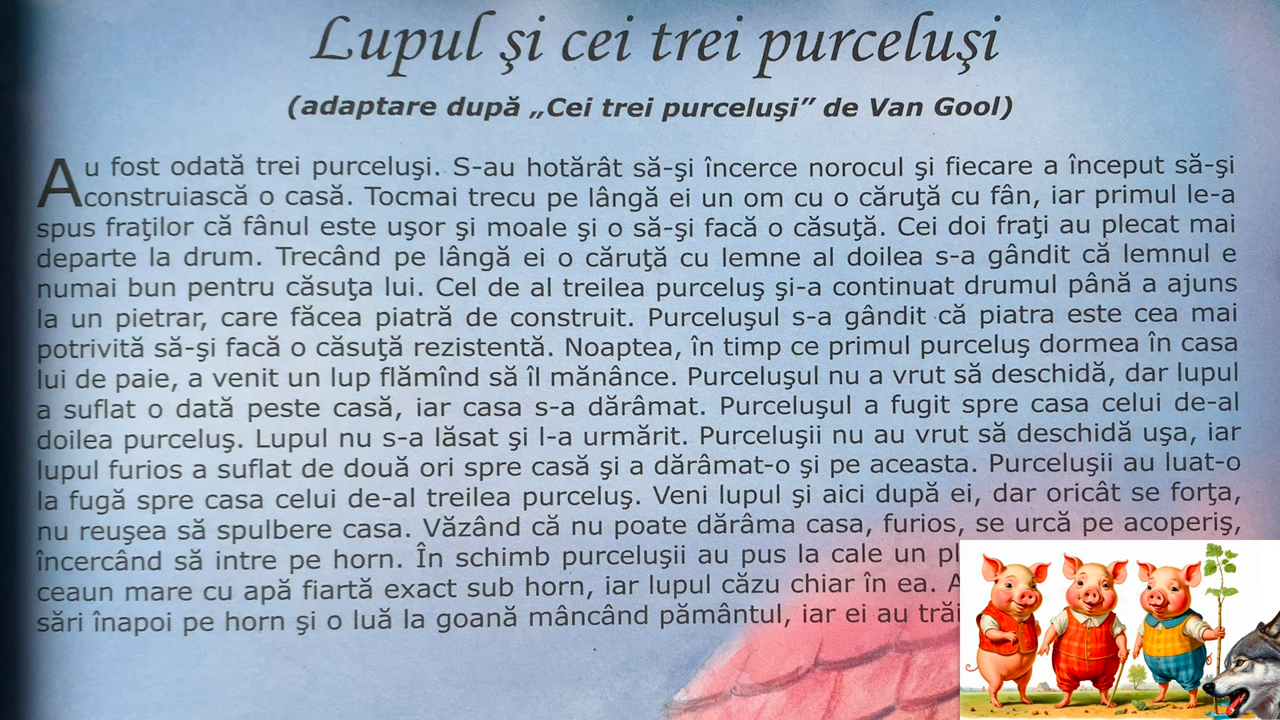 Lupul şi cei trei purceluşi
(adaptare după „Cei trei purceluşi” de Van Gool)
Au fost odată trei purceluşi. S-au hotărât să-şi încerce norocul şi fiecare a început să-şi
construiască o casă. Tocmai trecu pe lângă ei un om cu o căruţă cu fân, iar primul le-a
spus fraţilor că fânul este uşor şi moale şi o să-şi facă o căsuţă. Cei doi fraţi au plecat mai
departe la drum. Trecând pe lângă ei o căruţă cu lemne al doilea s-a gândit că lemnul e
numai bun pentru căsuţa lui. Cel de al treilea purceluş şi-a continuat drumul până a ajuns
la un pietrar, care făcea piatră de construit. Purceluşul s-a gândit că piatra este cea mai
potrivită să-şi facă o căsuţă rezistentă. Noaptea, în timp ce primul purceluş dormea în casa
lui de paie, a venit un lup flămînd să îl mănânce. Purceluşul nu a vrut să deschidă, dar lupul
a suflat o dată peste casă, iar casa s-a dărâmat. Purceluşul a fugit spre casa celui de-al
doilea purceluş. Lupul nu s-a lăsat şi l-a urmărit. Purceluşii nu au vrut să deschidă uşa, iar
lupul furios a suflat de două ori spre casă şi a dărâmat-o şi pe aceasta. Purceluşii au luat-o
la fugă spre casa celui de-al treilea purceluş. Veni lupul şi aici după ei, dar oricât se forţa,
nu reuşea să spulbere casa. Văzând că nu poate dărâma casa, furios, se urcă pe acoperiş,
încercând să intre pe horn. În schimb purceluşii au pus la cale un
ceaun mare cu apă fiartă exact sub horn, iar lupul căzu chiar în ea.
sări înapoi pe horn şi o luă la goană mâncând pământul, iar ei au